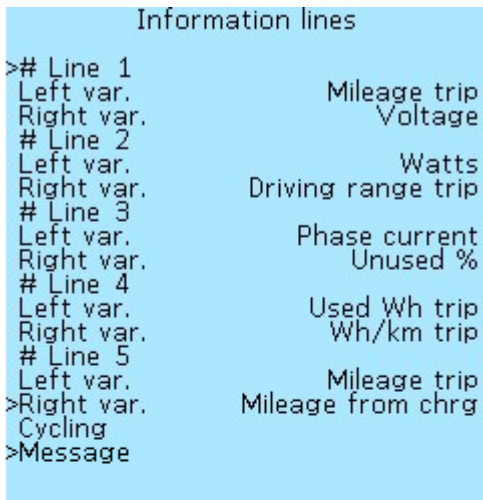 Information lines
># Line 1
Left var. Mileage trip
Right var. Voltage
# Line 2
Left var. Watts
Right var. Driving range trip
# Line 3
Left var. Phase current
Right var. Unused %
# Line 4
Left var. Used Wh trip
Right var. Wh/km trip
# Line 5
Left var. Mileage trip
>Right var. Mileage from chrg
Cycling
>Message